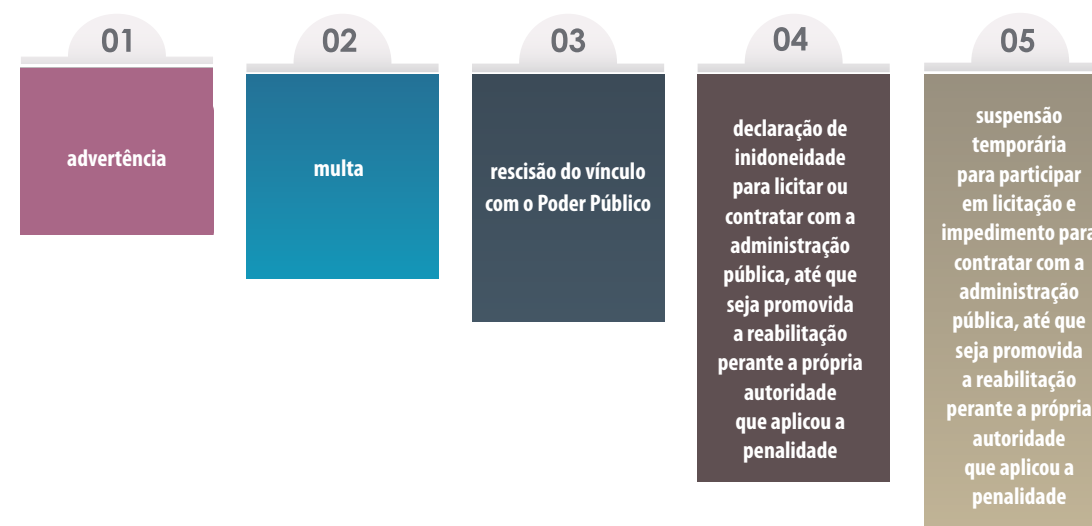 01
advertência
02
multa
03
rescisão do vínculo
com o Poder Público
04
declaração de
inidoneidade
para licitar ou
contratar com a
administração
pública, até que
seja promovida
a reabilitação
perante a própria
autoridade
que aplicou a
penalidade
05
suspensão
temporária
para participar
em licitação e
impedimento para
contratar com a
administração
pública, até que
seja promovida
a reabilitação
perante a própria
autoridade
que aplicou a
penalidade